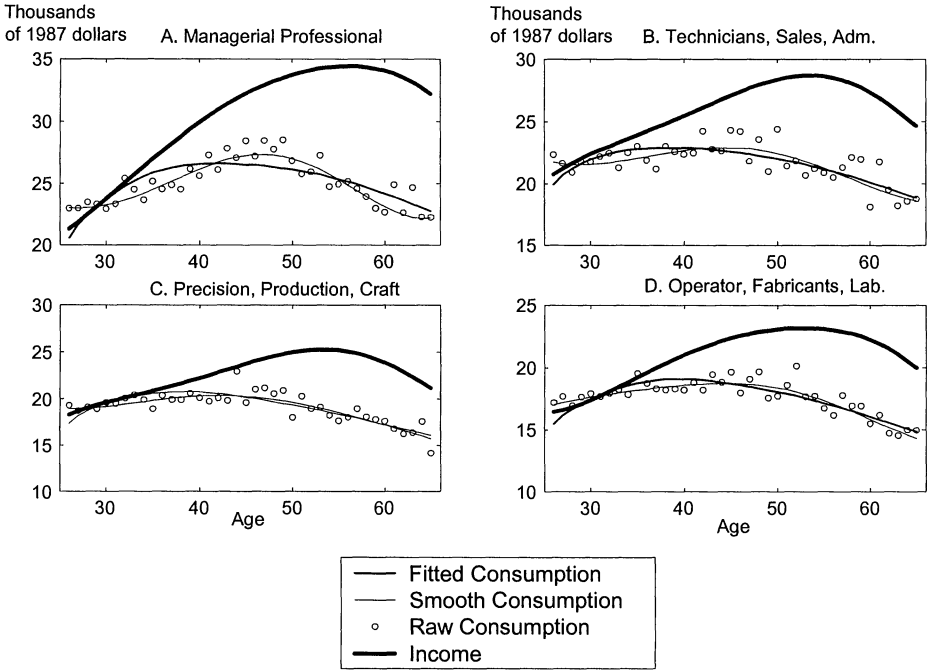 Thousands
of 1987 dollars
A. Managerial Professional
35
30
25
20
30 40 50 60
Thousands
of 1987 dollars
B. Technicians, Sales, Adm.
30
25
20
15
30 40 50 60
C. Precision, Production, Craft
30
25
20
15
10
30 40 50 60
Age
D. Operator, Fabricants, Lab.
25
20
15
10
30 40 50 60
Age
Fitted Consumption
Smooth Consumption
Raw Consumption
Income